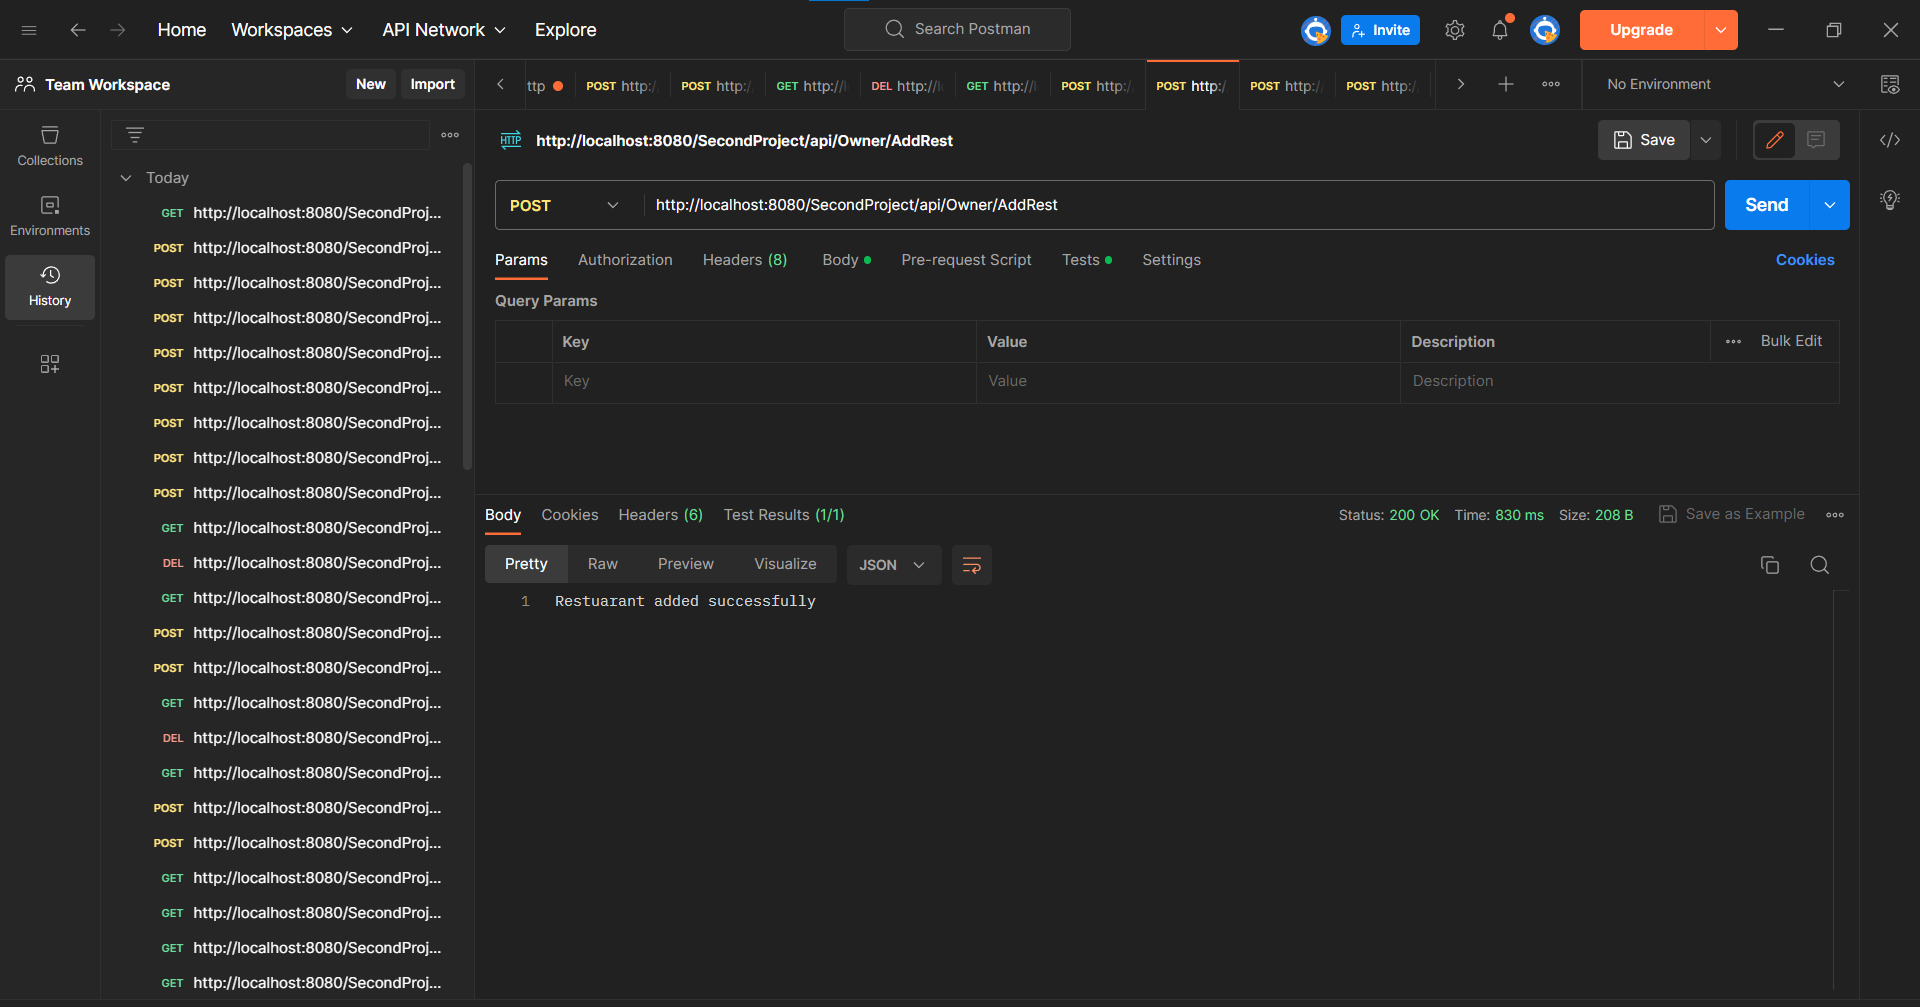 Home Workspaces API Network Explore Search Postman Invite Upgrade
Team Workspace New Import
ttp POST http:/ POST http:/ GET http://l DEL http://l GET http://l POST http:/ POST http:/ POST http:/ POST http:/ No Environment
Collections
Environments
History
Today
GET http://localhost:8080/SecondProj...
POST http://localhost:8080/SecondProj...
POST http://localhost:8080/SecondProj...
POST http://localhost:8080/SecondProj...
POST http://localhost:8080/SecondProj...
POST http://localhost:8080/SecondProj...
POST http://localhost:8080/SecondProj...
POST http://localhost:8080/SecondProj...
POST http://localhost:8080/SecondProj...
GET http://localhost:8080/SecondProj...
DEL http://localhost:8080/SecondProj...
GET http://localhost:8080/SecondProj...
POST http://localhost:8080/SecondProj...
POST http://localhost:8080/SecondProj...
GET http://localhost:8080/SecondProj...
DEL http://localhost:8080/SecondProj...
GET http://localhost:8080/SecondProj...
POST http://localhost:8080/SecondProj...
POST http://localhost:8080/SecondProj...
GET http://localhost:8080/SecondProj...
GET http://localhost:8080/SecondProj...
GET http://localhost:8080/SecondProj...
GET http://localhost:8080/SecondProj...
HTTP http://localhost:8080/SecondProject/api/Owner/AddRest Save
POST http://localhost:8080/SecondProject/api/Owner/AddRest Send
Params Authorization Headers (8) Body Pre-request Script Tests Settings Cookies
Query Params
Key Value Description Bulk Edit
Key Value Description
Body Cookies Headers (6) Test Results (1/1) Status: 200 OK Time: 830 ms Size: 208 B Save as Example
Pretty Raw Preview Visualize JSON
1 Restuarant added successfully